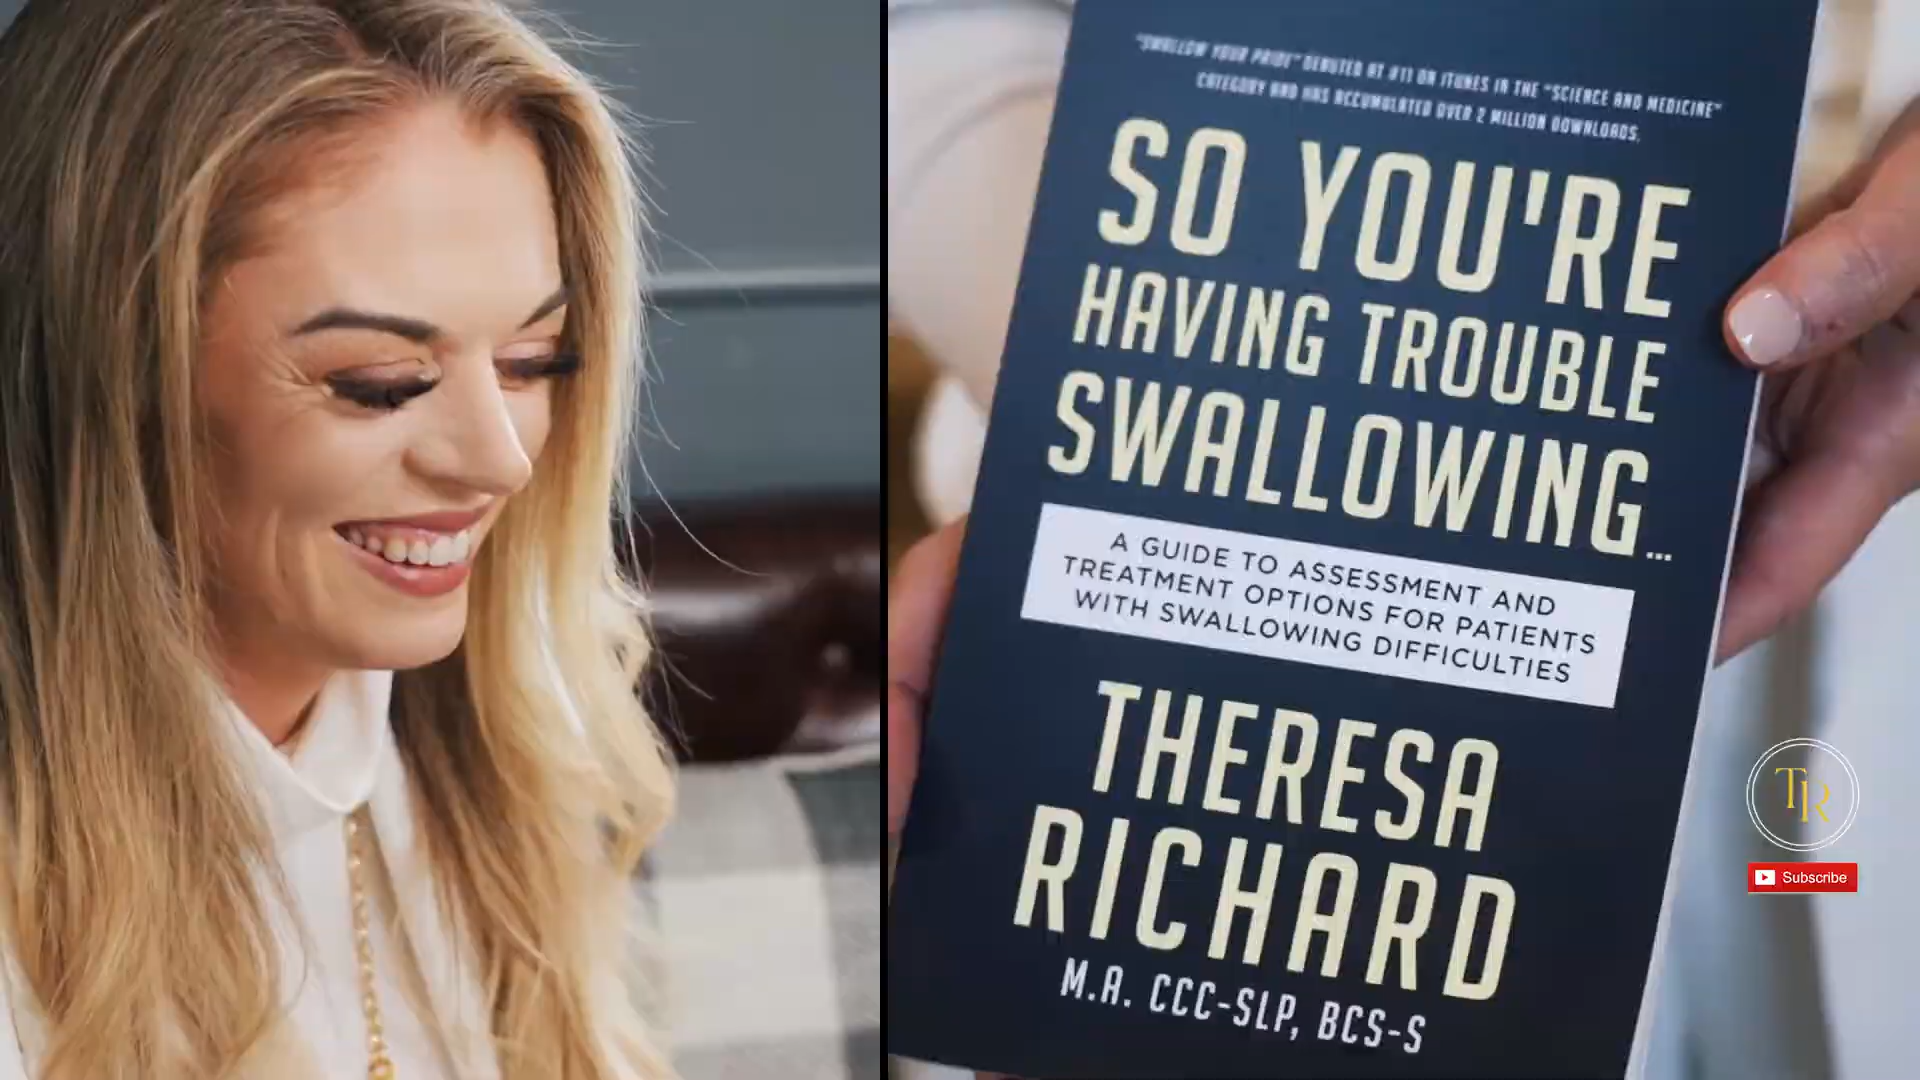 "SWALLOW YOUR PRIDE" DEBUTED AT #11 ON ITUNES IN THE "SCIENCE AND MEDICINE"
CATEGORY AND HAS ACCUMULATED OVER 2 MILLION DOWNLOADS.
SO YOU'RE
HAVING TROUBLE
SWALLOWING...
A GUIDE TO ASSESSMENT AND
TREATMENT OPTIONS FOR PATIENTS
WITH SWALLOWING DIFFICULTIES
THERESA
RICHARD
M.A. CCC-SLP, BCS-S
TR
Subscribe